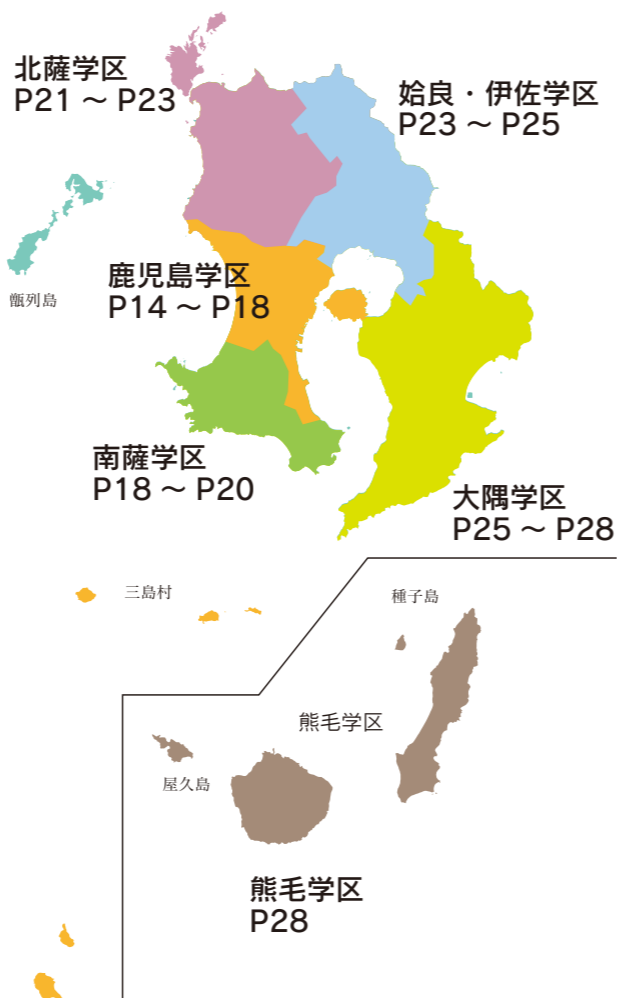 北薩学区
P21 ～ P23
姶良・伊佐学区
P23 ～ P25
甑列島
鹿児島学区
P14 ～ P18
南薩学区
P18 ～ P20
大隅学区
P25 ～ P28
三島村
種子島
熊毛学区
屋久島
熊毛学区
P28